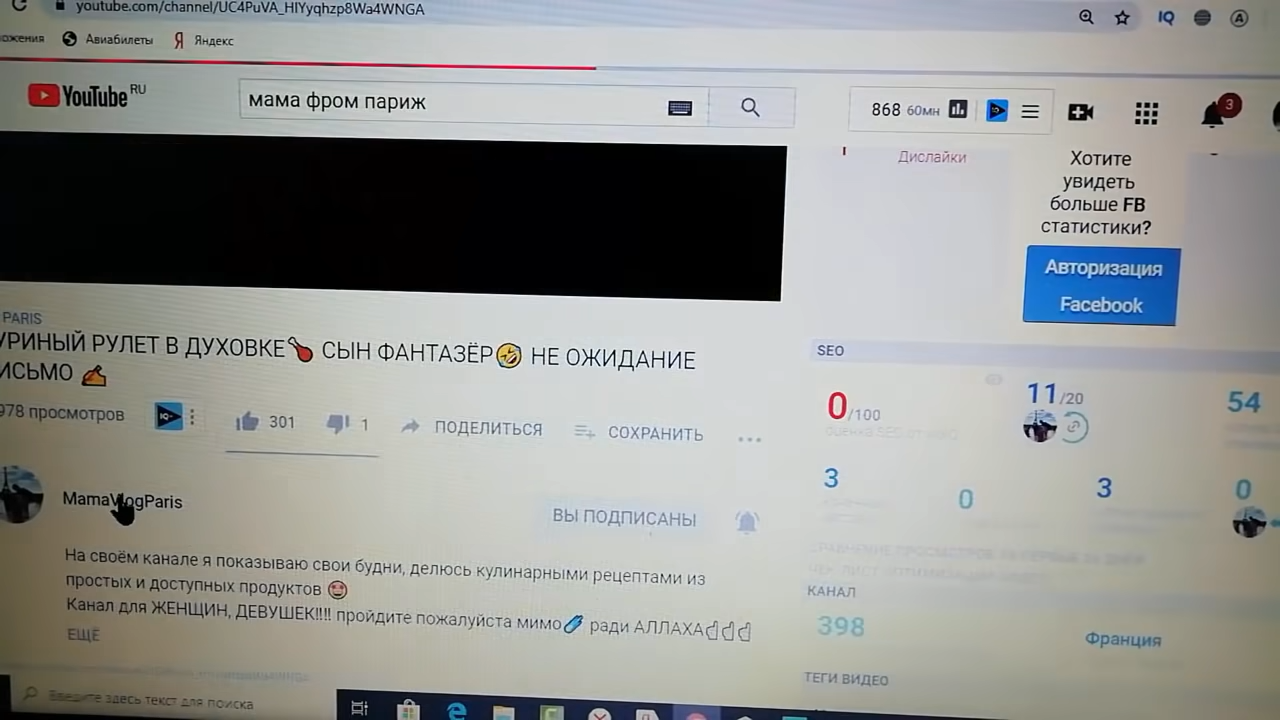 youtube.com/channel/UC4PuVA_HIYyqhzp8Wa4WNGA
IQ
A
ожения
Авиабилеты
Я Яндекс
YouTube RU
мама фром париж
868 60мн
3
Дислайки
Хотите
увидеть
больше FB
статистики?
Авторизация
Facebook
PARIS
УРИНЫЙ РУЛЕТ В ДУХОВКЕ СЫН ФАНТАЗЁР НЕ ОЖИДАНИЕ
ИСЬМО
978 просмотров
301
1
ПОДЕЛИТЬСЯ
СОХРАНИТЬ
SEO
0/100
11/20
54
3
0
3
0
MamaVlogParis
ВЫ ПОДПИСАНЫ
На своём канале я показываю свои будни, делюсь кулинарными рецептами из
простых и доступных продуктов
Канал для ЖЕНЩИН, ДЕВУШЕК!!!! пройдите пожалуйста мимо ради АЛЛАХА
ЕЩЁ
КАНАЛ
398
Франция
ТЕГИ ВИДЕО
Введите здесь текст для поиска